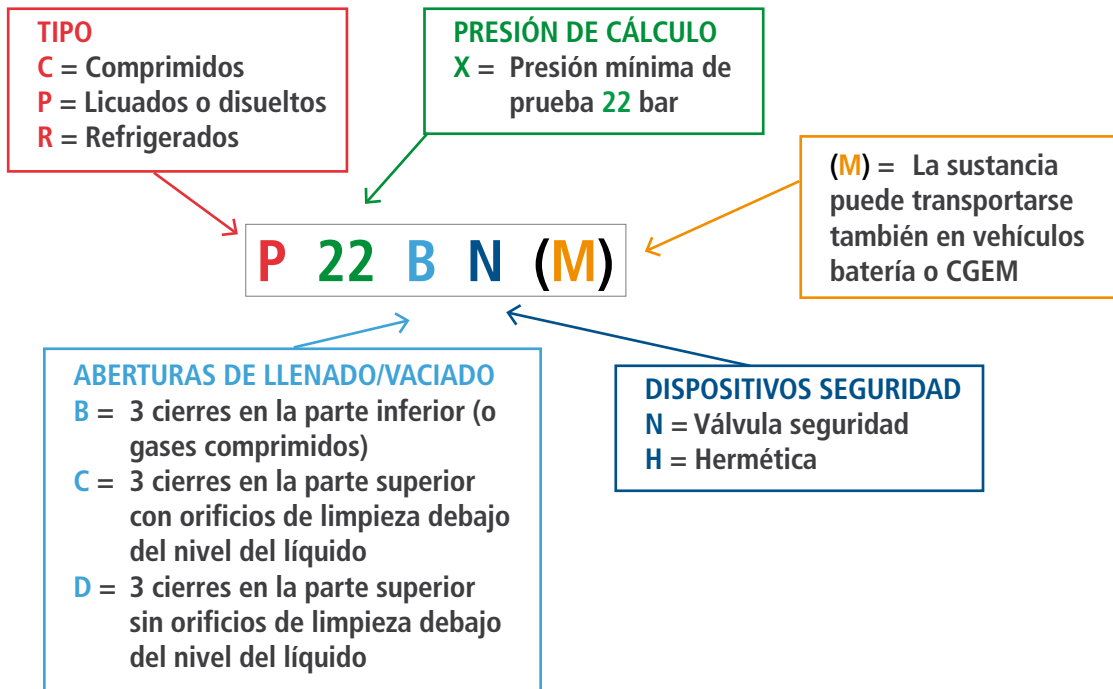 TIPO
C = Comprimidos
P = Licuados o disueltos
R = Refrigerados
PRESIÓN DE CÁLCULO
X = Presión mínima de
prueba 22 bar
(M) = La sustancia
puede transportarse
también en vehículos
batería o CGEM
P 22 B N (M)
ABERTURAS DE LLENADO/VACIADO
B = 3 cierres en la parte inferior (o
gases comprimidos)
C = 3 cierres en la parte superior
con orificios de limpieza debajo
del nivel del líquido
D = 3 cierres en la parte superior
sin orificios de limpieza debajo
del nivel del líquido
DISPOSITIVOS SEGURIDAD
N = Válvula seguridad
H = Hermética